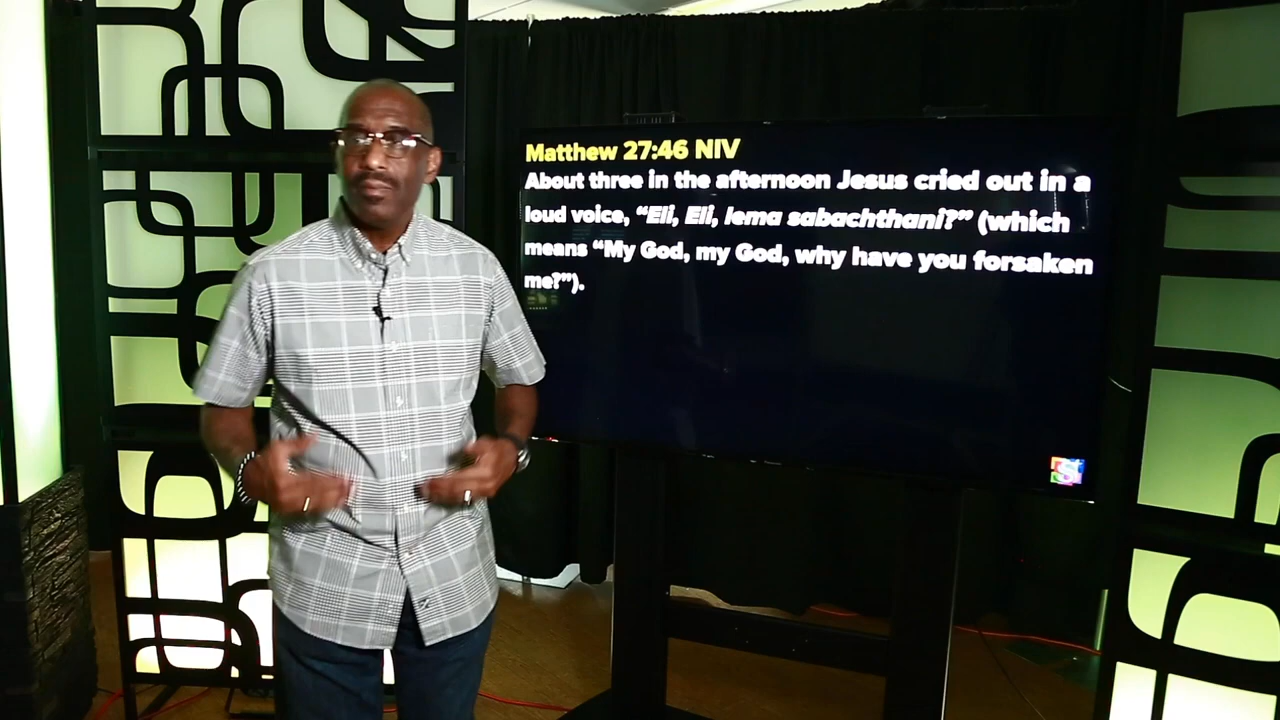 Matthew 27:46 NIV
About three in the afternoon Jesus cried out in a
loud voice, “Eli, Eli, lema sabachthani?” (which
means “My God, my God, why have you forsaken
me?”).